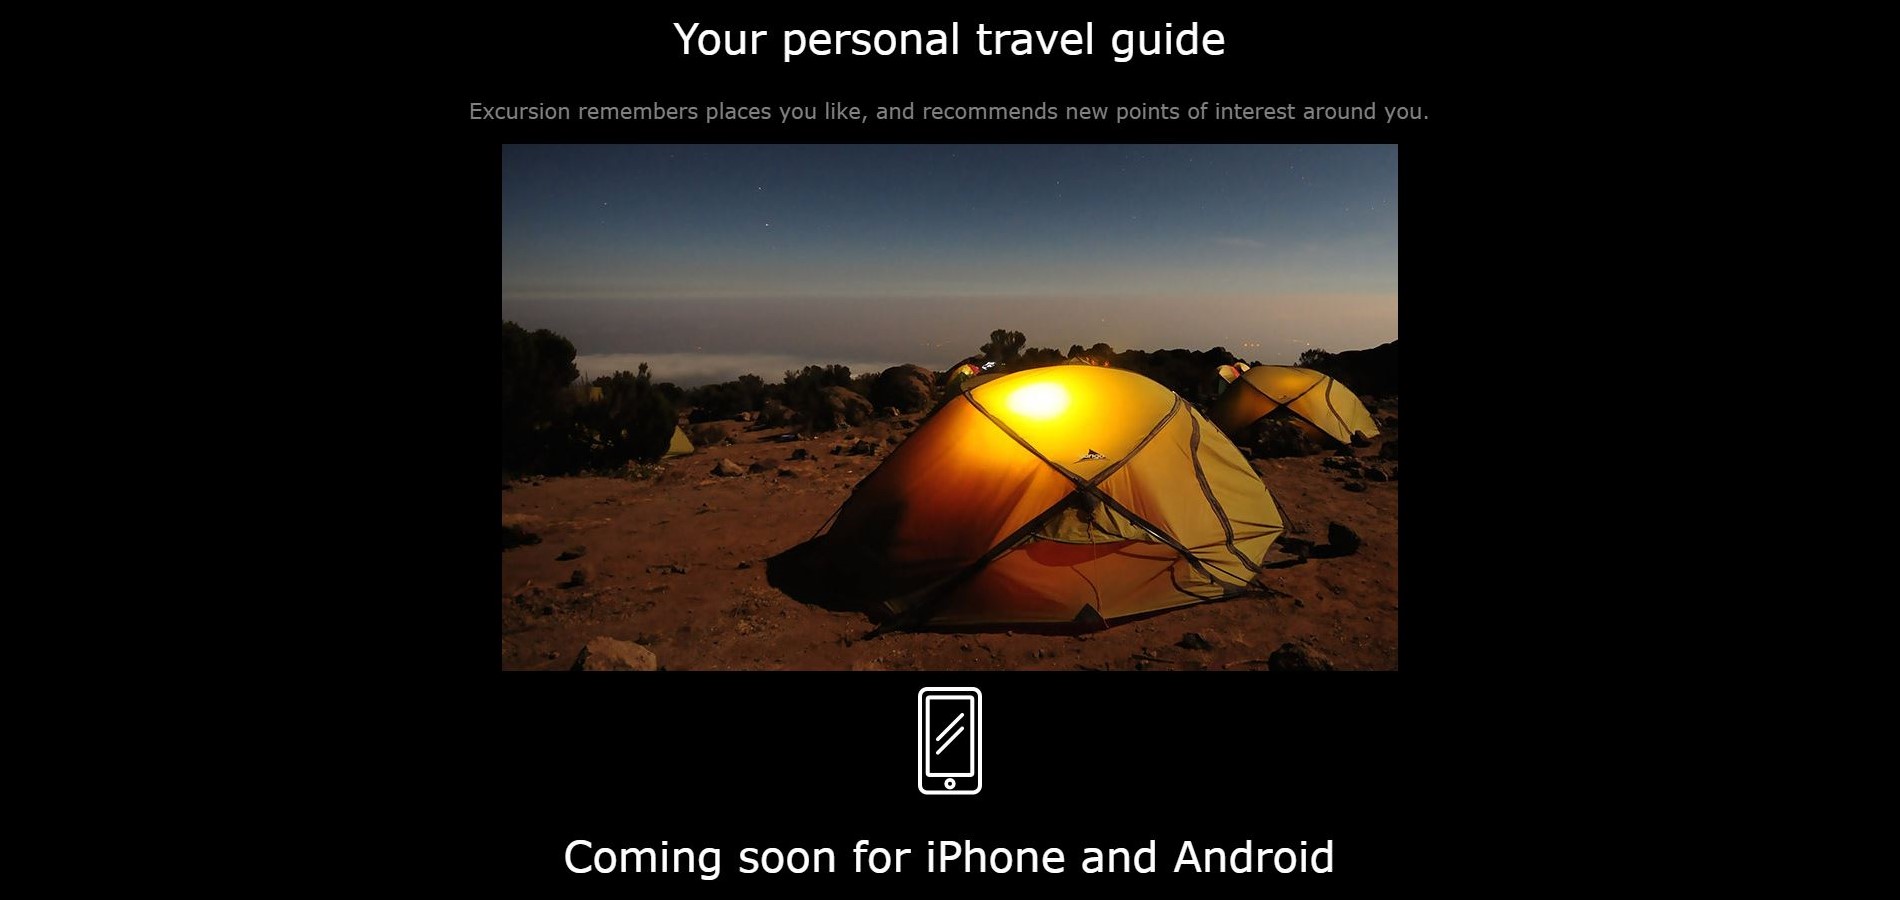 Your personal travel guide
Excursion remembers places you like, and recommends new points of interest around you.
Coming soon for iPhone and Android